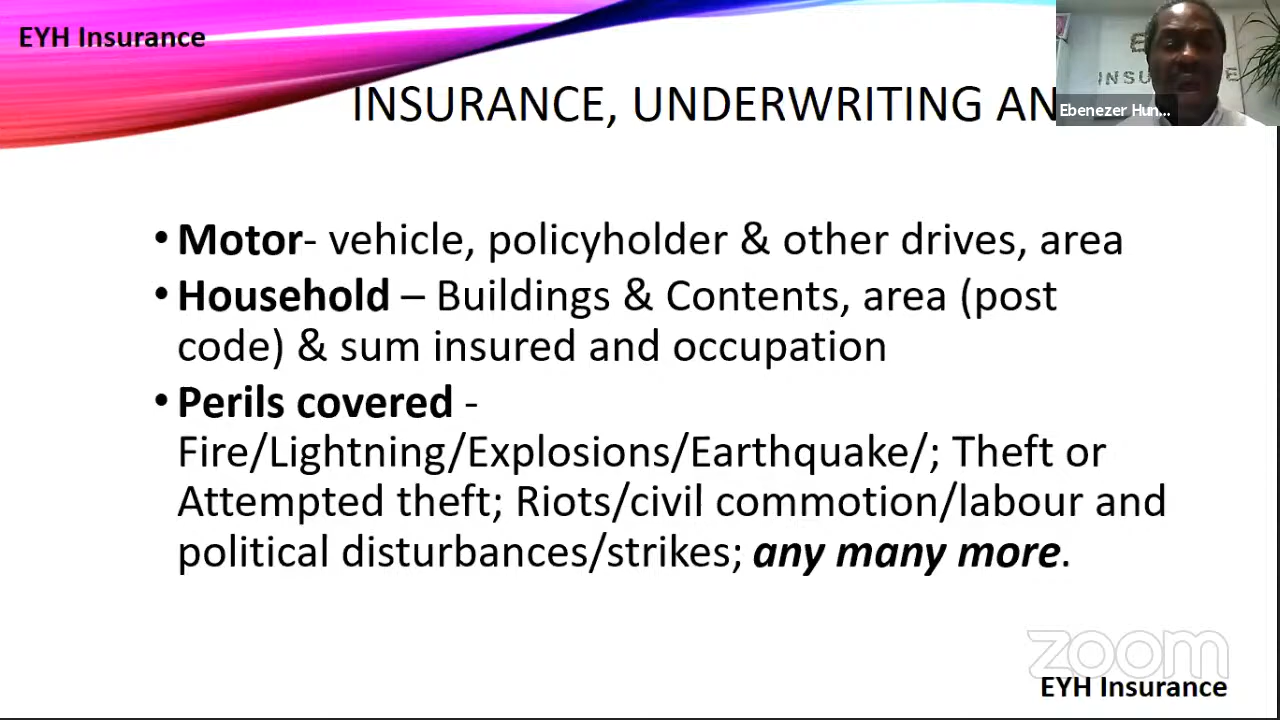 EYH Insurance
INSURANCE, UNDERWRITING AN
Ebenezer Hun...
INSU
• Motor- vehicle, policyholder & other drives, area
• Household – Buildings & Contents, area (post
code) & sum insured and occupation
• Perils covered -
Fire/Lightning/Explosions/Earthquake/; Theft or
Attempted theft; Riots/civil commotion/labour and
political disturbances/strikes; any many more.
zoom
EYH Insurance